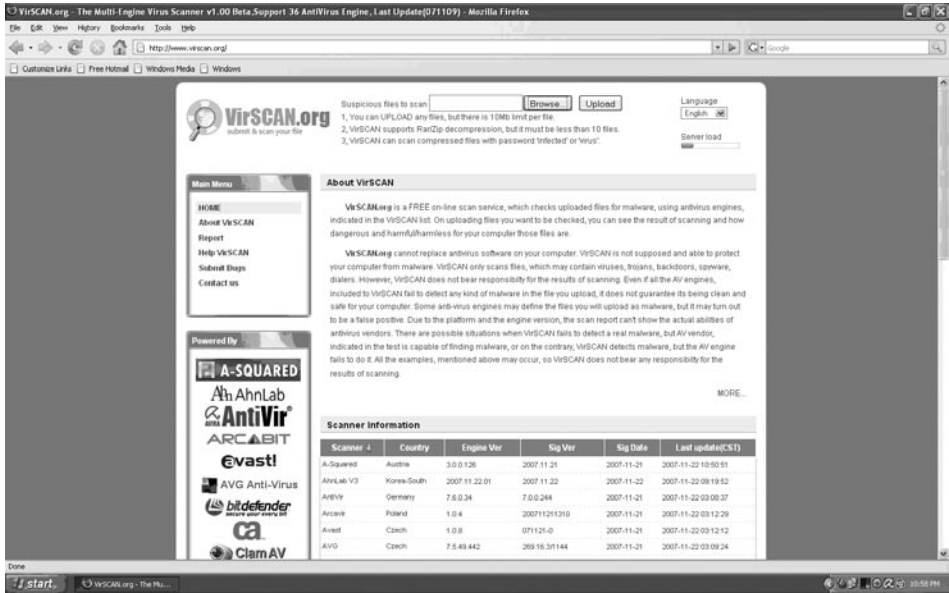 VirSCAN.org - The Multi-Engine Virus Scanner v1.00 Beta,Support 36 AntiVirus Engine, Last Update(071109) - Mozilla Firefox
File Edit View History Bookmarks Tools Help
http://www.virscan.org/
Google
Customize Links Free Hotmail Windows Media Windows
VirSCAN.org
submit & scan your file
Suspicious files to scan Browse... Upload
1, You can UPLOAD any files, but there is 10Mb limit per file.
2, VirSCAN supports Rar/Zip decompression, but it must be less than 10 files.
3, VirSCAN can scan compressed files with password 'infected' or 'virus'.
Language
English
Server load
Main Menu
HOME
About VirSCAN
Report
Help VirSCAN
Submit Bugs
Contact us
About VirSCAN
VirSCAN.org is a FREE on-line scan service, which checks uploaded files for malware, using antivirus engines,
indicated in the VirSCAN list. On uploading files you want to be checked, you can see the result of scanning and how
dangerous and harmful/harmless for your computer those files are.
VirSCAN.org cannot replace antivirus software on your computer. VirSCAN is not supposed and able to protect
your computer from malware. VirSCAN only scans files, which may contain viruses, trojans, backdoors, spyware,
dialers. However, VirSCAN does not bear responsibility for the results of scanning. Even if all the AV engines,
included to VirSCAN fail to detect any kind of malware in the file you upload, it does not guarantee its being clean and
safe for your computer. Some anti-virus engines may define the files you will upload as malware, but it may turn out
to be a false positive. Due to the platform and the engine version, the scan report can't show the actual abilities of
antivirus vendors. There are possible situations when VirSCAN fails to detect a real malware, but AV vendor,
indicated in the test is capable of finding malware, or on the contrary, VirSCAN detects malware, but the AV engine
fails to do it. All the examples, mentioned above may occur, so VirSCAN does not bear any responsibilty for the
results of scanning.
MORE...
Powered By
A-SQUARED
Ahn AhnLab
AVIRA AntiVir
ARCABIT
avast!
AVG Anti-Virus
bitdefender
secure your every bit
ca
Clam AV
Scanner Information
Scanner Country Engine Ver Sig Ver Sig Date Last update(CST)
A-Squared Austria 3.0.0.126 2007.11.21 2007-11-21 2007-11-22 10:50:51
AhnLab V3 Korea-South 2007.11.22.01 2007.11.22 2007-11-22 2007-11-22 09:19:52
AntiVir Germany 7.6.0.34 7.0.0.244 2007-11-21 2007-11-22 03:08:37
Arcavir Poland 1.0.4 200711211310 2007-11-21 2007-11-22 03:12:29
Avast Czech 1.0.8 071121-0 2007-11-21 2007-11-22 03:12:12
AVG Czech 7.5.49.442 269.16.3/1144 2007-11-21 2007-11-22 03:09:24
Done
start VirSCAN.org - The Mu... 10:58 PM